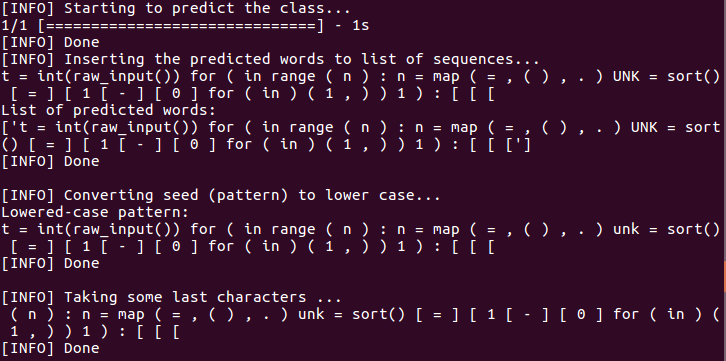 [INFO] Starting to predict the class...
1/1 [==============================] - 1s
[INFO] Done
[INFO] Inserting the predicted words to list of sequences...
t = int(raw_input()) for ( in range ( n ) : n = map ( = , ( ) , . ) UNK = sort()
[ = ] [ 1 [ - ] [ 0 ] for ( in ) ( 1 , ) ) 1 ) : [ [ [
List of predicted words:
['t = int(raw_input()) for ( in range ( n ) : n = map ( = , ( ) , . ) UNK = sort
() [ = ] [ 1 [ - ] [ 0 ] for ( in ) ( 1 , ) ) 1 ) : [ [ [']
[INFO] Done

[INFO] Converting seed (pattern) to lower case...
Lowered-case pattern:
t = int(raw_input()) for ( in range ( n ) : n = map ( = , ( ) , . ) unk = sort()
[ = ] [ 1 [ - ] [ 0 ] for ( in ) ( 1 , ) ) 1 ) : [ [ [
[INFO] Done

[INFO] Taking some last characters ...
( n ) : n = map ( = , ( ) , . ) unk = sort() [ = ] [ 1 [ - ] [ 0 ] for ( in ) (
1 , ) ) 1 ) : [ [ [
[INFO] Done